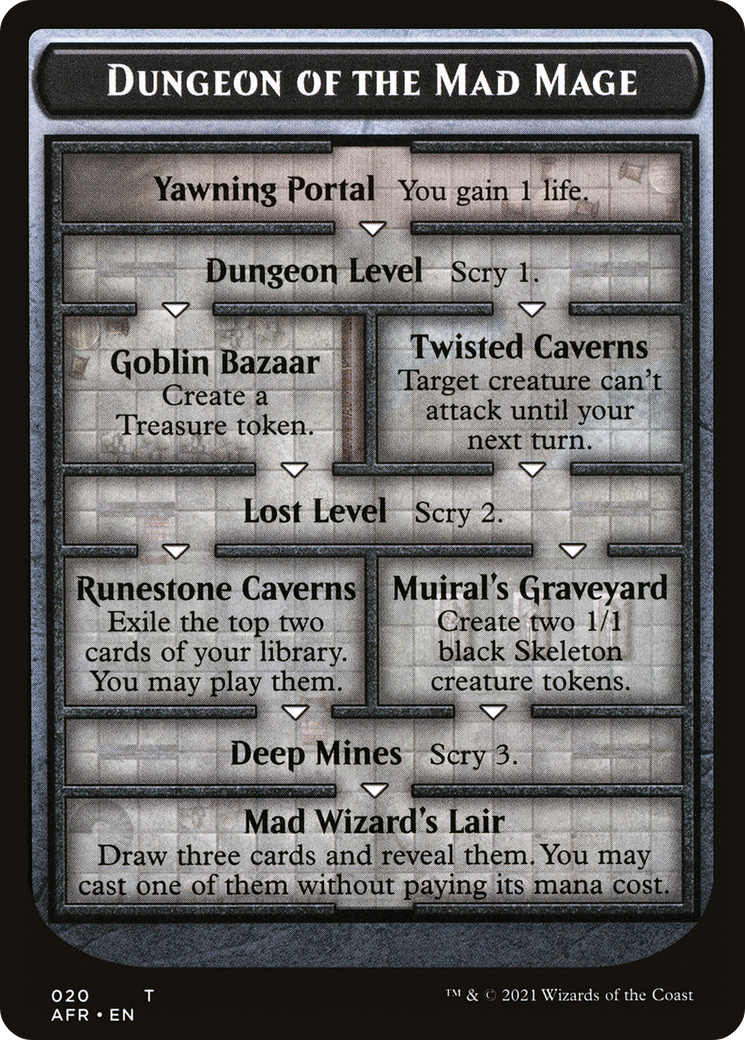 Dungeon of the Mad Mage
Yawning Portal You gain 1 life.
Dungeon Level Scry 1.
Goblin Bazaar
Create a
Treasure token.
Twisted Caverns
Target creature can't
attack until your
next turn.
Lost Level Scry 2.
Runestone Caverns
Exile the top two
cards of your library.
You may play them.
Muiral's Graveyard
Create two 1/1
black Skeleton
creature tokens.
Deep Mines Scry 3.
Mad Wizard's Lair
Draw three cards and reveal them. You may
cast one of them without paying its mana cost.
020 T
AFR • EN
™ & © 2021 Wizards of the Coast